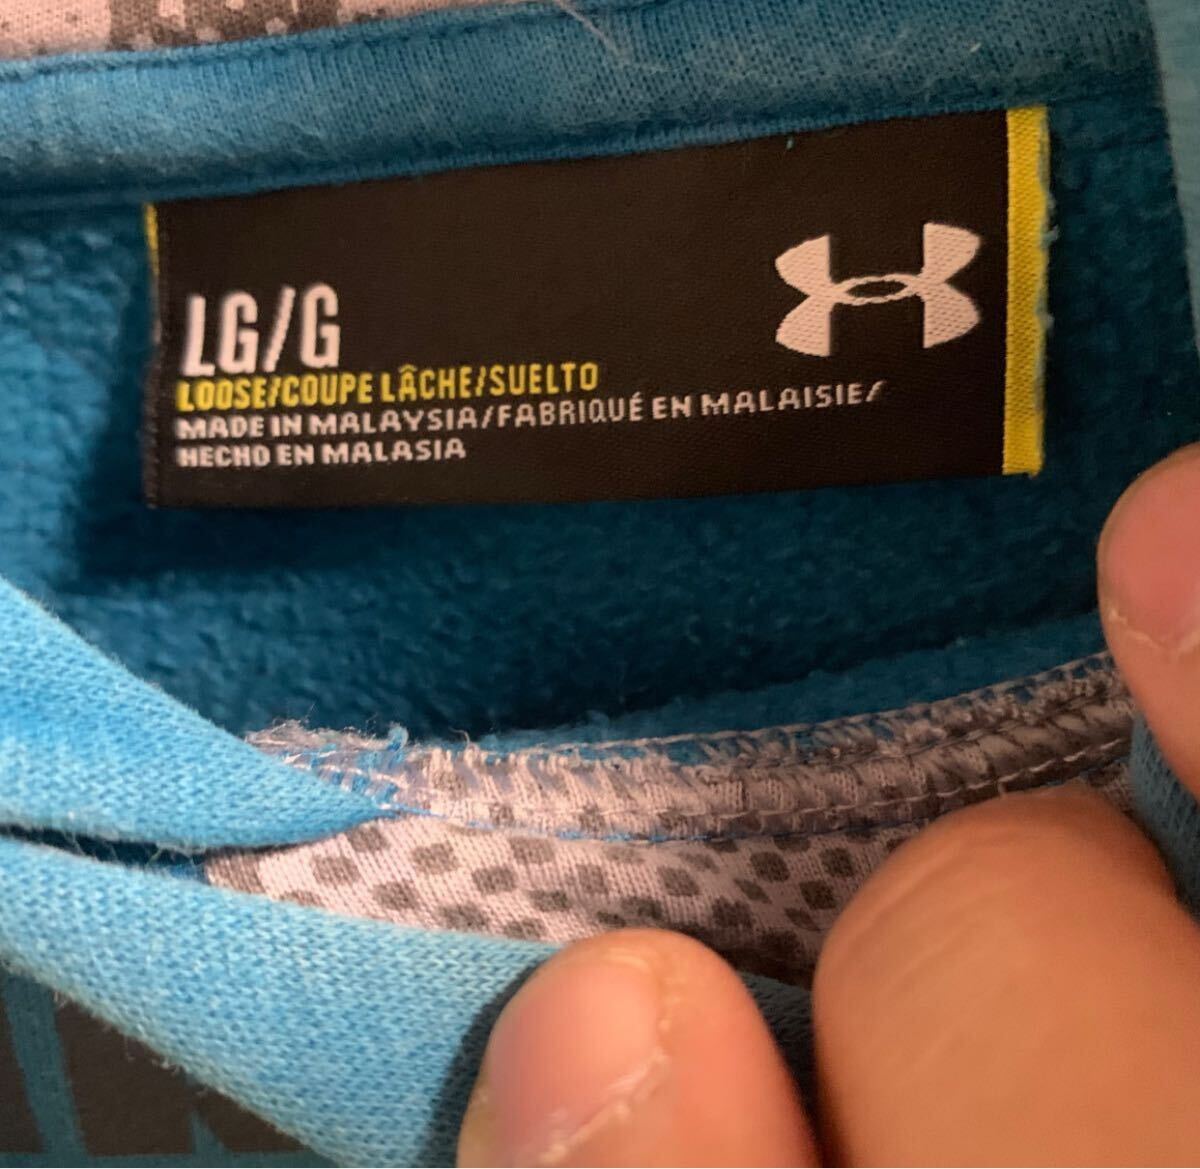 LG/G
LOOSE/COUPE LÂCHE/SUELTO
MADE IN MALAYSIA/FABRIQUÉ EN MALAISIE/
HECHO EN MALASIA